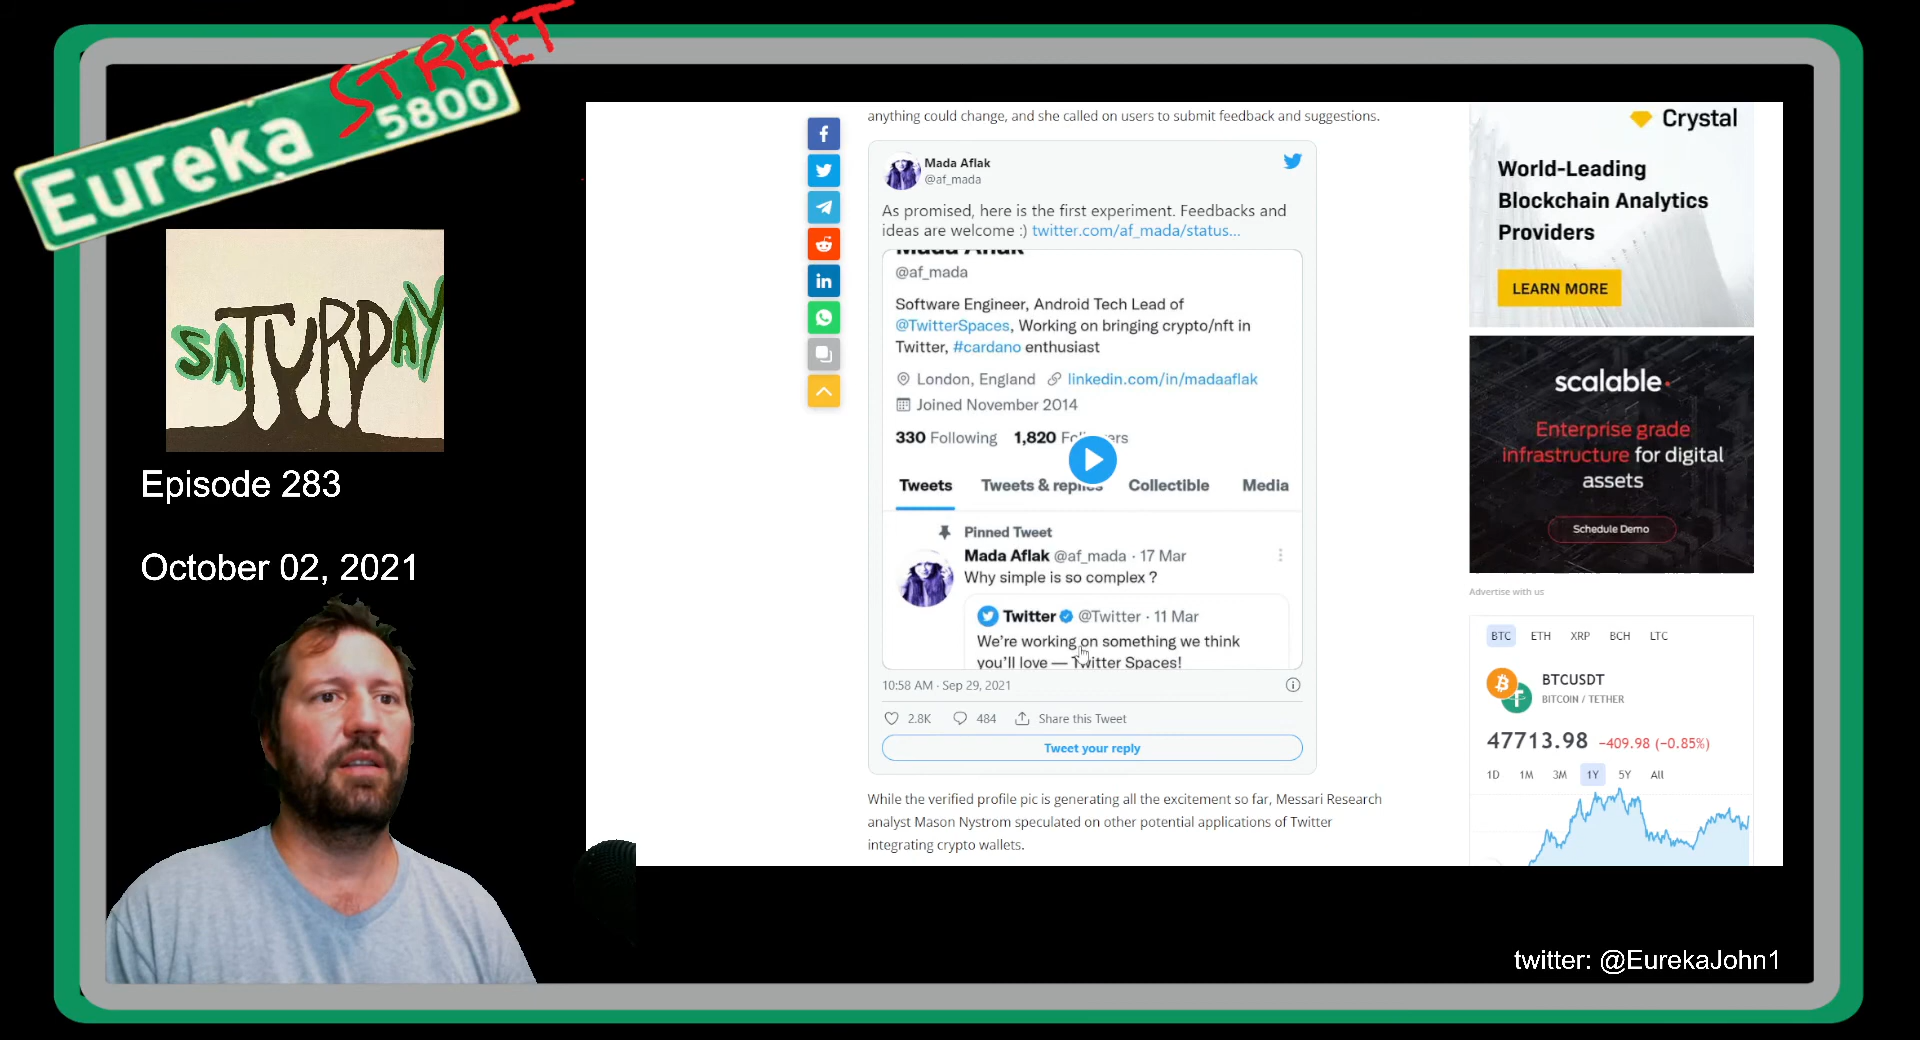 STREET
Eureka 5800
SATURDAY
Episode 283
October 02, 2021
anything could change, and she called on users to submit feedback and suggestions.
Mada Aflak
@af_mada
As promised, here is the first experiment. Feedbacks and
ideas are welcome :) twitter.com/af_mada/status...
Mada Aflak
@af_mada
Software Engineer, Android Tech Lead of
@TwitterSpaces, Working on bringing crypto/nft in
Twitter, #cardano enthusiast
London, England linkedin.com/in/madaaflak
Joined November 2014
330 Following 1,820 Followers
Tweets Tweets & replies Collectible Media
Pinned Tweet
Mada Aflak @af_mada · 17 Mar
Why simple is so complex ?
Twitter @Twitter · 11 Mar
We're working on something we think
you'll love — Twitter Spaces!
10:58 AM · Sep 29, 2021
2.8K 484 Share this Tweet
Tweet your reply
While the verified profile pic is generating all the excitement so far, Messari Research
analyst Mason Nystrom speculated on other potential applications of Twitter
integrating crypto wallets.
Crystal
World-Leading
Blockchain Analytics
Providers
LEARN MORE
scalable
Enterprise grade
infrastructure for digital
assets
Schedule Demo
Advertise with us
BTC ETH XRP BCH LTC
BTCUSDT
BITCOIN / TETHER
47713.98 −409.98 (−0.85%)
1D 1M 3M 1Y 5Y All
twitter: @EurekaJohn1